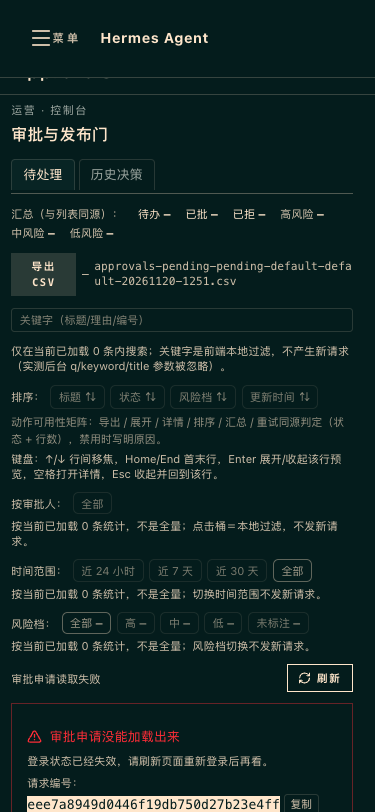 菜单 Hermes Agent
运营 · 控制台
审批与发布门
待处理 历史决策
汇总（与列表同源）： 待办 – 已批 – 已拒 – 高风险 –
中风险 – 低风险 –
导出 CSV – approvals-pending-pending-default-defa
ult-20261120-1251.csv
关键字（标题/理由/编号）
仅在当前已加载 0 条内搜索；关键字是前端本地过滤，不产生新请求
（实测后台 q/keyword/title 参数被忽略）。
排序： 标题 ⇅ 状态 ⇅ 风险档 ⇅ 更新时间 ⇅
动作可用性矩阵：导出 / 展开 / 详情 / 排序 / 汇总 / 重试同源判定（状
态 + 行数），禁用时写明原因。
键盘：↑/↓ 行间移焦，Home/End 首末行，Enter 展开/收起该行预
览，空格打开详情，Esc 收起并回到该行。
按审批人： 全部
按当前已加载 0 条统计，不是全量；点击桶＝本地过滤，不发新请
求。
时间范围： 近 24 小时 近 7 天 近 30 天 全部
按当前已加载 0 条统计，不是全量；切换时间范围不发新请求。
风险档： 全部 – 高 – 中 – 低 – 未标注 –
按当前已加载 0 条统计，不是全量；风险档切换不发新请求。
审批申请读取失败 刷新
审批申请没能加载出来
登录状态已经失效，请刷新页面重新登录后再看。
请求编号：
eee7a8949d0446f19db750d27b23e4ff 复制